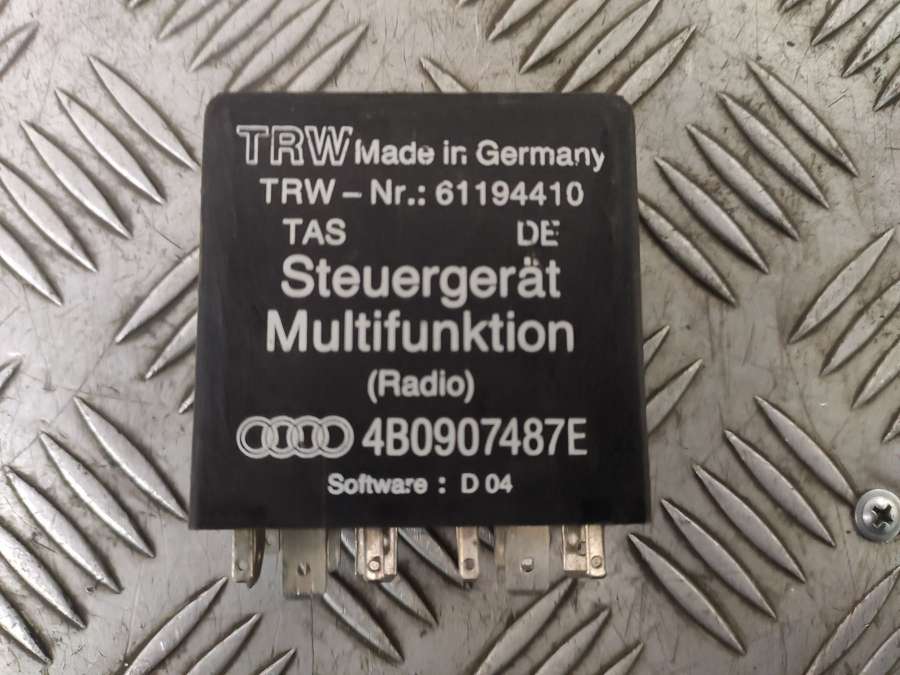 TRW Made in Germany
TRW – Nr.: 61194410
TAS DE
Steuergerät
Multifunktion
(Radio)
4B0907487E
Software : D 04